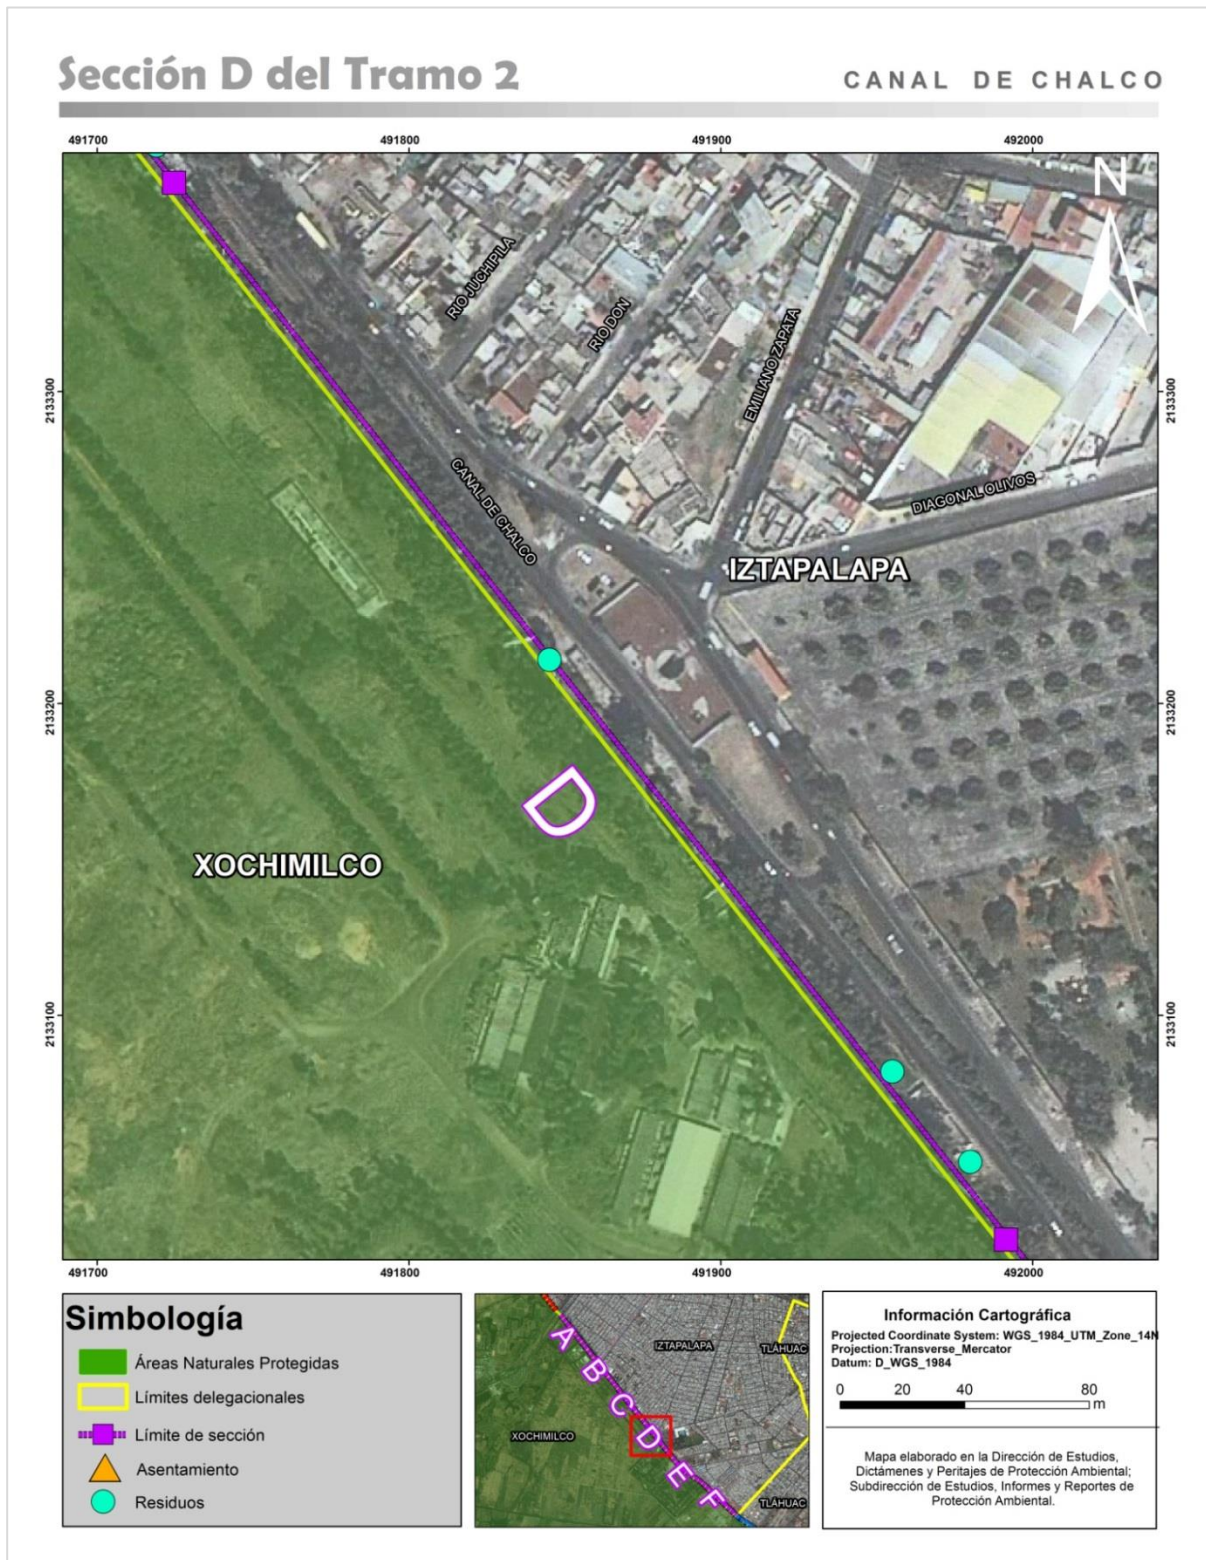 Sección D del Tramo 2
CANAL DE CHALCO
491700
491800
491900
492000
N
RIO JUCHIPILA
RIO DON
EMILIANO ZAPATA
2133300
2133300
CANAL DE CHALCO
DIAGONAL OLIVOS
IZTAPALAPA
2133200
2133200
D
XOCHIMILCO
2133100
2133100
491700
491800
491900
492000
Simbología
Áreas Naturales Protegidas
Límites delegacionales
Límite de sección
Asentamiento
Residuos
A
IZTAPALAPA
TLÁHUAC
B
C
D
XOCHIMILCO
E
F
TLÁHUAC
Información Cartográfica
Projected Coordinate System: WGS_1984_UTM_Zone_14N
Projection:Transverse_Mercator
Datum: D_WGS_1984
0 20 40 80
m
Mapa elaborado en la Dirección de Estudios,
Dictámenes y Peritajes de Protección Ambiental;
Subdirección de Estudios, Informes y Reportes de
Protección Ambiental.